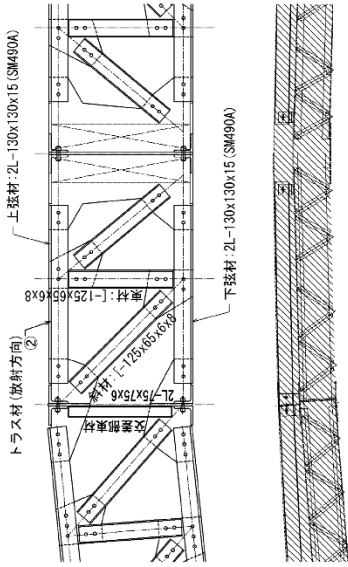 上弦材:2L-130x130x15(SM490A)
トラス材(放射方向)
②
束材:[-125x65x6x8
斜材:[-125x65x6x8
2L-75x75x6
交差部束材
下弦材:2L-130x130x15(SM490A)